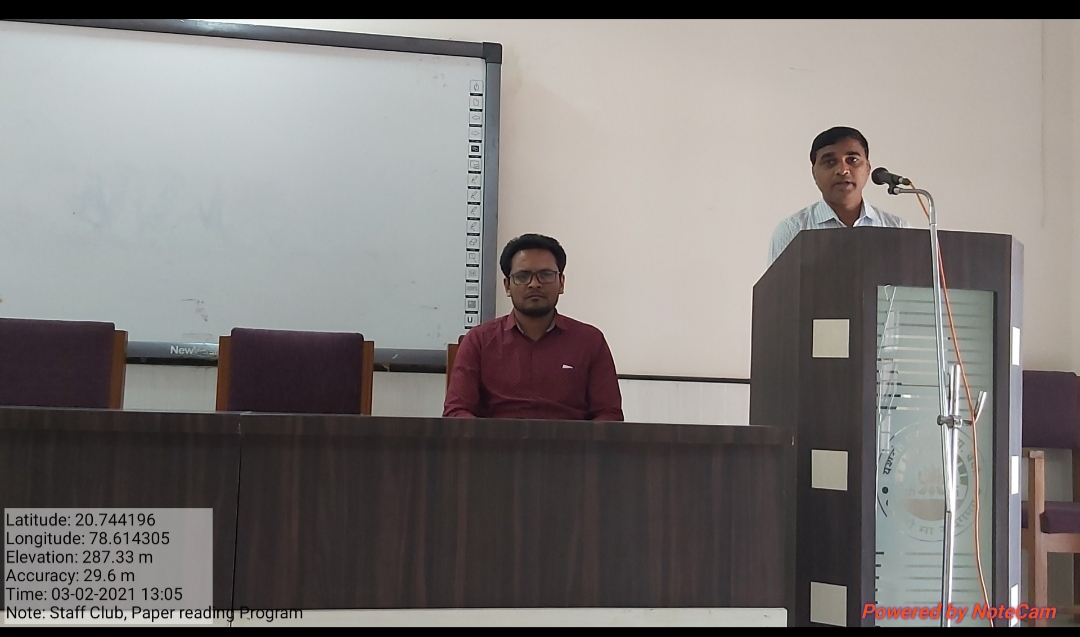 New
Latitude: 20.744196
Longitude: 78.614305
Elevation: 287.33 m
Accuracy: 29.6 m
Time: 03-02-2021 13:05
Note: Staff Club, Paper reading Program
Powered by NoteCam